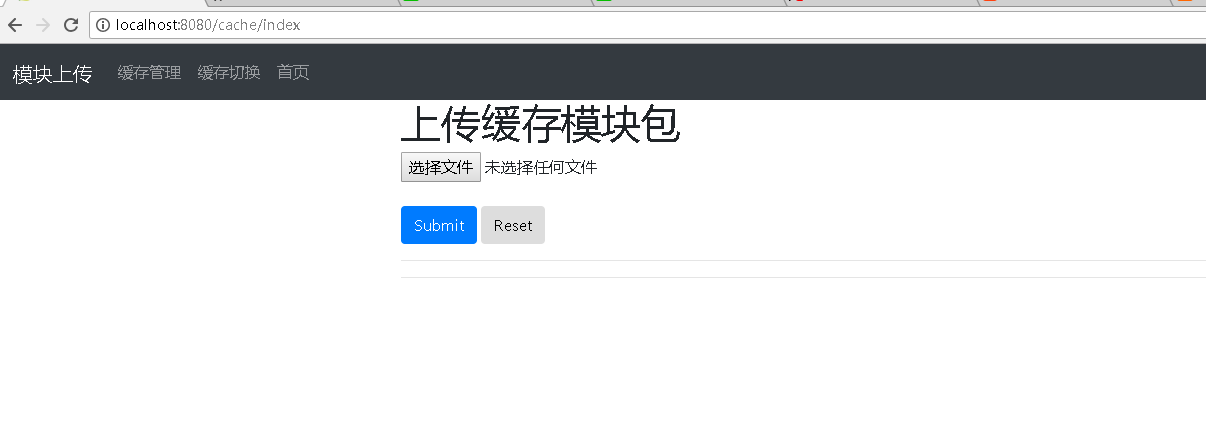 localhost:8080/cache/index
模块上传 缓存管理 缓存切换 首页
上传缓存模块包
选择文件 未选择任何文件
Submit Reset